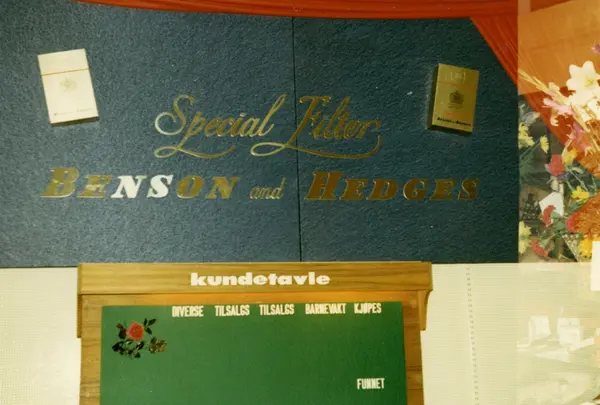 Special Filter
BENSON and HEDGES
kundetavle
DIVERSE TILSALGS TILSALGS BARNEVAKT KJØPES
FUNNET